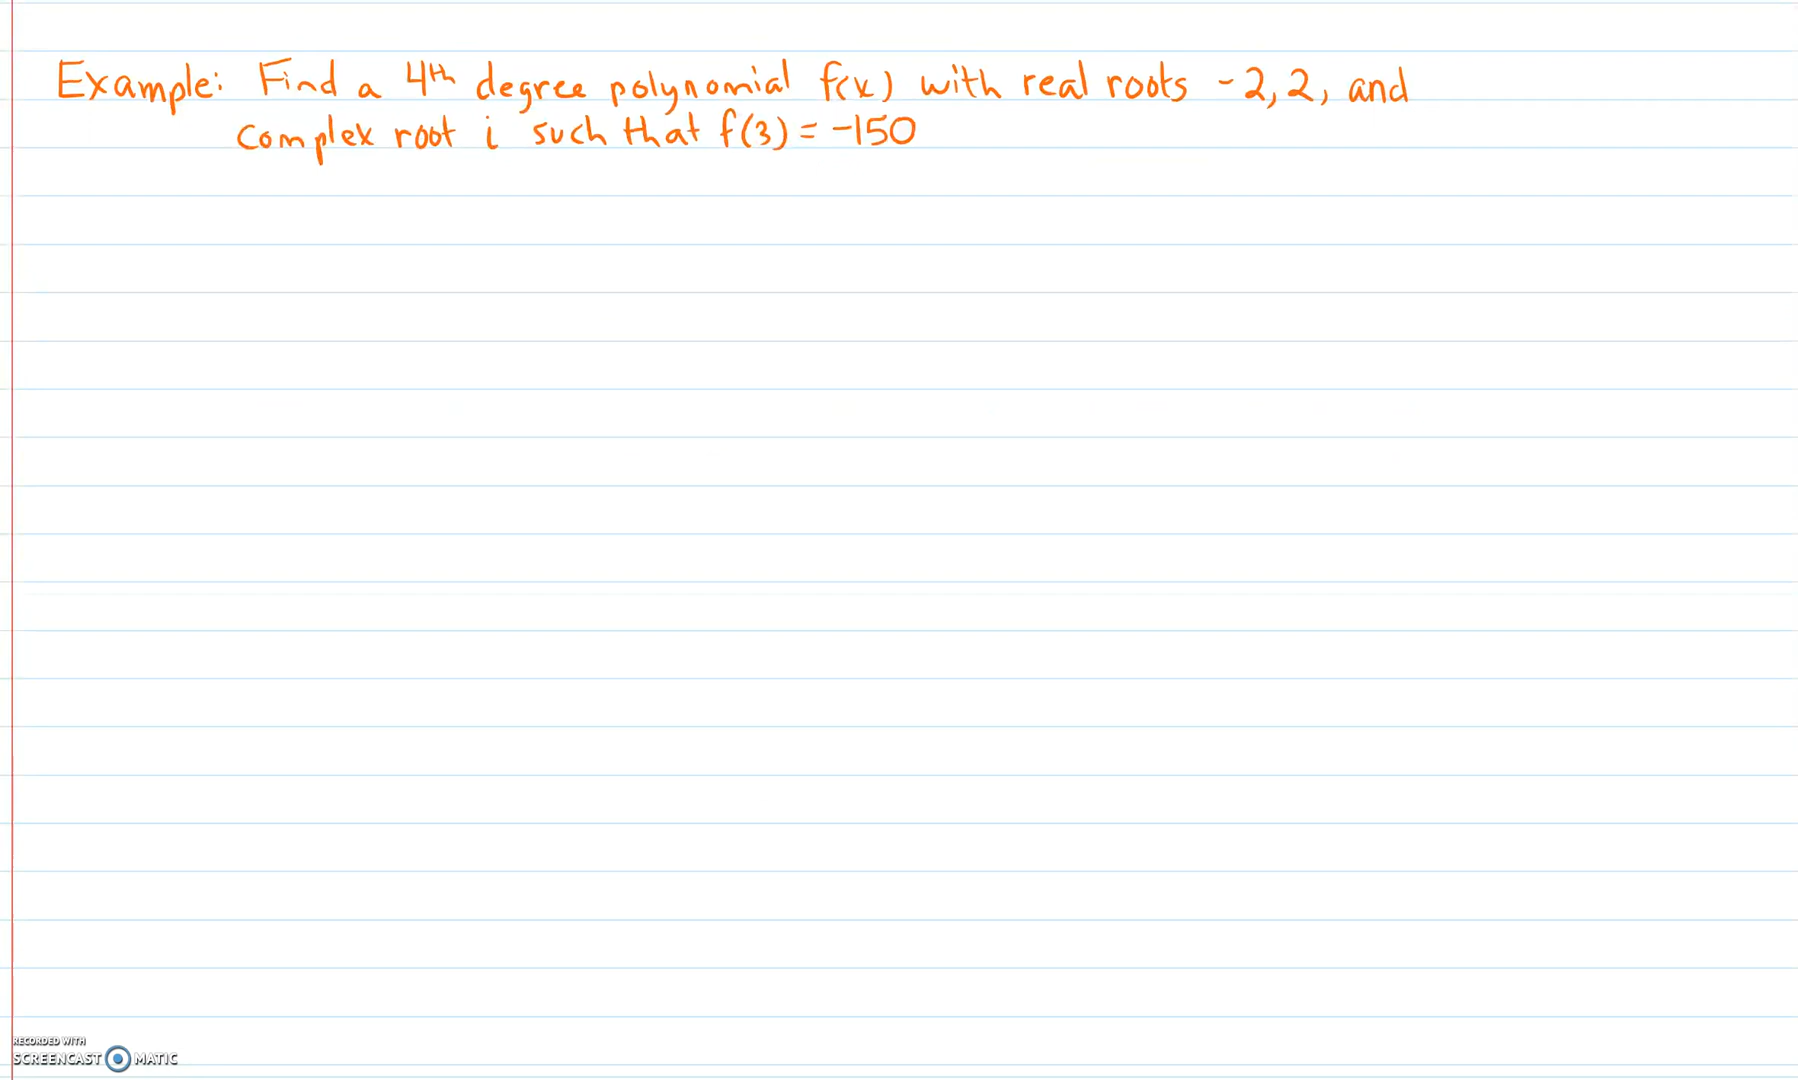 Example: Find a 4th degree polynomial f(x) with real roots -2, 2, and
complex root i such that f(3) = -150
RECORDED WITH
SCREENCAST MATIC